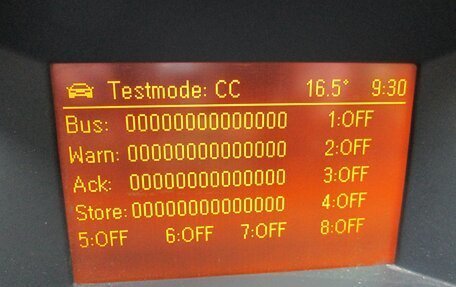 Testmode: CC 16.5° 9:30
Bus: 00000000000000 1:OFF
Warn: 00000000000000 2:OFF
Ack: 00000000000000 3:OFF
Store: 00000000000000 4:OFF
5:OFF 6:OFF 7:OFF 8:OFF